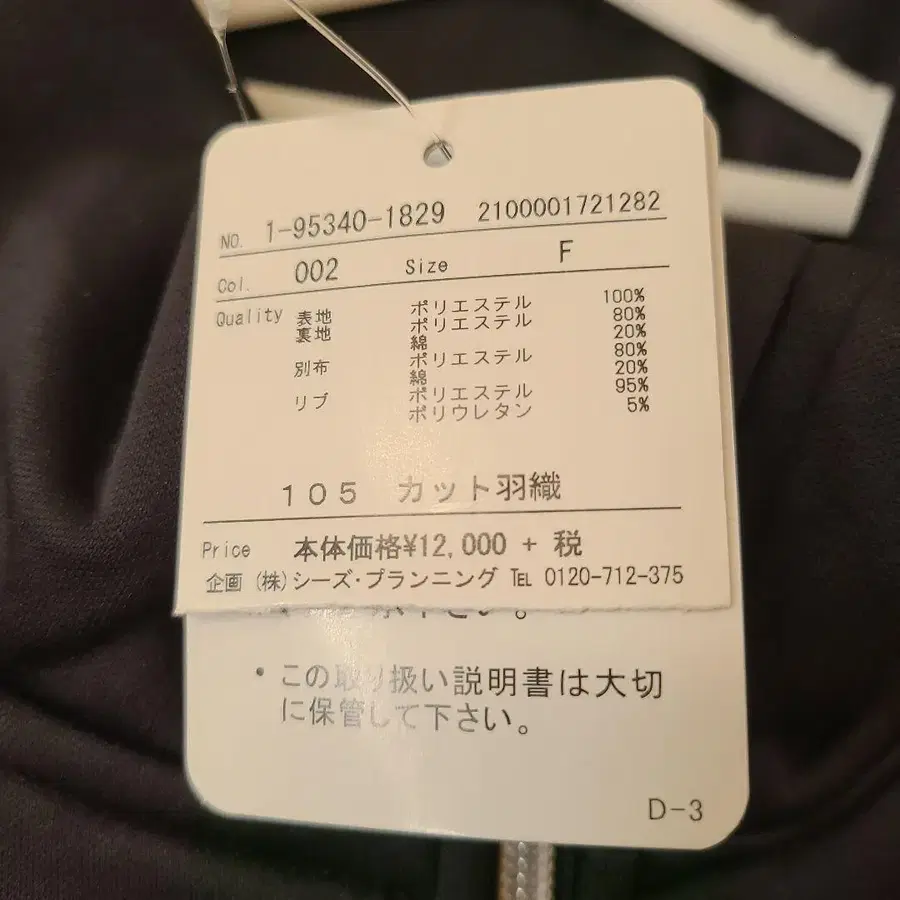 NO. 1-95340-1829 2100001721282
Col. 002 Size F
Quality 表地 ポリエステル 100%
裏地 ポリエステル 80%
綿 20%
別布 ポリエステル 80%
綿 20%
リブ ポリエステル 95%
ポリウレタン 5%
105 カット羽織
Price 本体価格¥12,000 + 税
企画 (株)シーズ・プランニング ℡ 0120-712-375
下さい。
・この取り扱い説明書は大切
に保管して下さい。
D-3